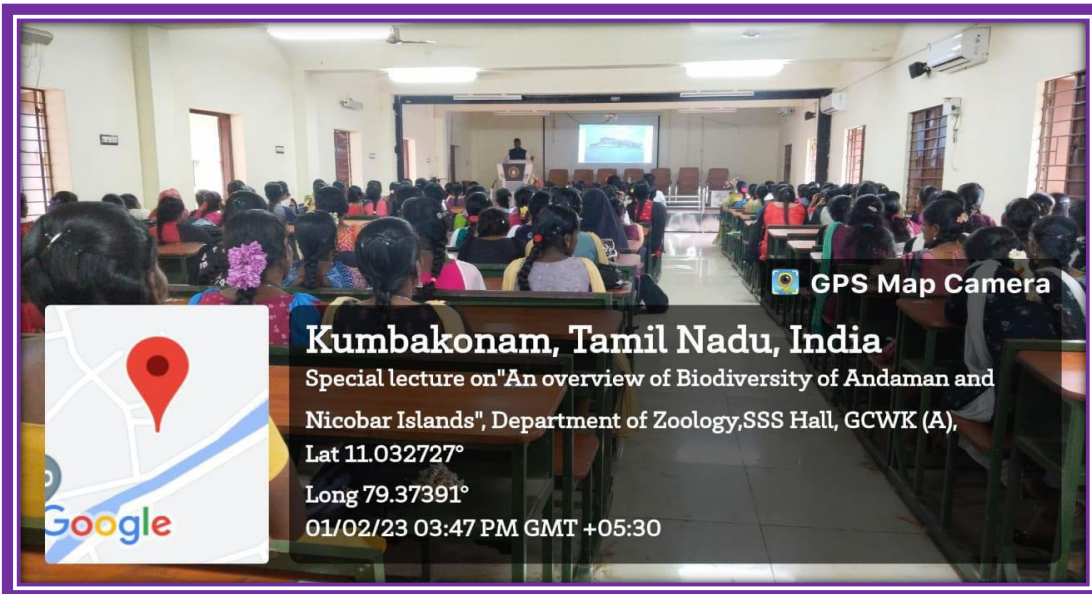 GPS Map Camera
Kumbakonam, Tamil Nadu, India
Special lecture on"An overview of Biodiversity of Andaman and
Nicobar Islands", Department of Zoology,SSS Hall, GCWK (A),
Lat 11.032727°
Long 79.37391°
01/02/23 03:47 PM GMT +05:30
Google